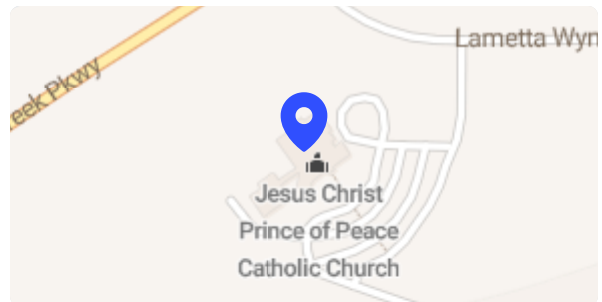 Lametta Wyn
eek Pkwy
Jesus Christ
Prince of Peace
Catholic Church